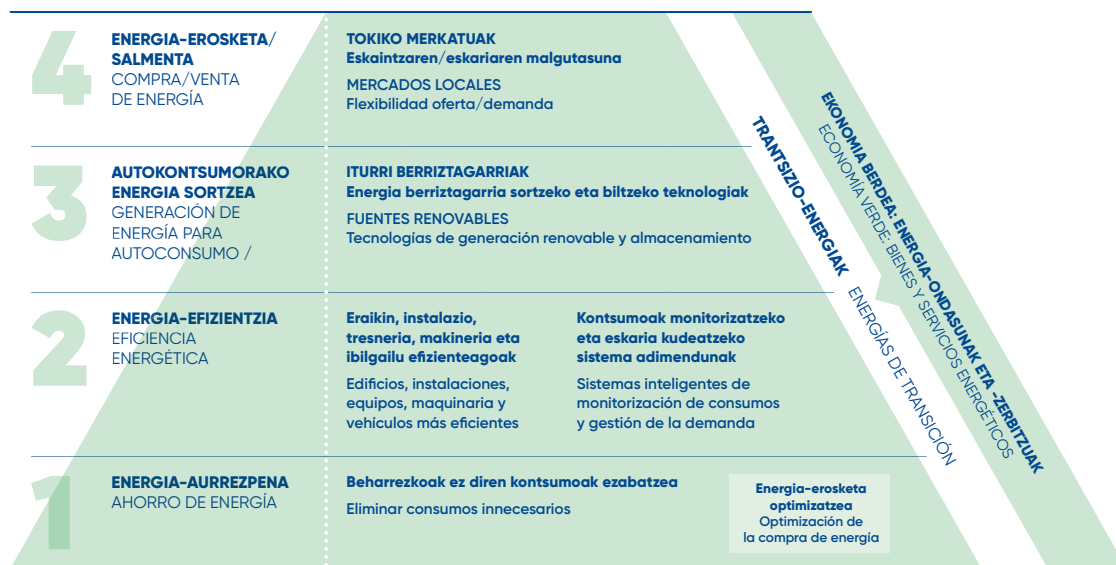 4
ENERGIA-EROSKETA/
SALMENTA
COMPRA/VENTA
DE ENERGÍA
TOKIKO MERKATUAK
Eskaintzaren/eskariaren malgutasuna
MERCADOS LOCALES
Flexibilidad oferta/demanda
3
AUTOKONTSUMORAKO
ENERGIA SORTZEA
GENERACIÓN DE
ENERGÍA PARA
AUTOCONSUMO /
ITURRI BERRIZTAGARRIAK
Energia berriztagarria sortzeko eta biltzeko teknologiak
FUENTES RENOVABLES
Tecnologías de generación renovable y almacenamiento
2
ENERGIA-EFIZIENTZIA
EFICIENCIA
ENERGÉTICA
Eraikin, instalazio,
tresneria, makineria eta
ibilgailu efizienteagoak
Edificios, instalaciones,
equipos, maquinaria y
vehículos más eficientes
Kontsumoak monitorizatzeko
eta eskaria kudeatzeko
sistema adimendunak
Sistemas inteligentes de
monitorización de consumos
y gestión de la demanda
1
ENERGIA-AURREZPENA
AHORRO DE ENERGÍA
Beharrezkoak ez diren kontsumoak ezabatzea
Eliminar consumos innecesarios
Energia-erosketa
optimizatzea
Optimización de
la compra de energía
TRANTSIZIO-ENERGIAK ENERGÍAS DE TRANSICIÓN
EKONOMIA BERDEA: ENERGIA-ONDASUNAK ETA -ZERBITZUAK
ECONOMÍA VERDE: BIENES Y SERVICIOS ENERGÉTICOS